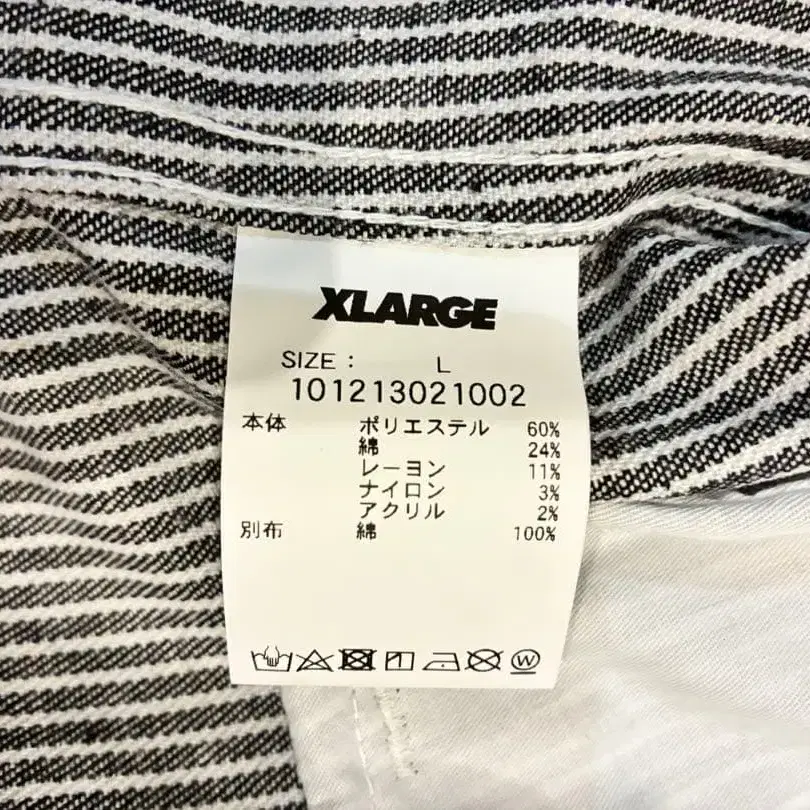 XLARGE
SIZE : L
101213021002
本体 ポリエステル 60%
綿 24%
レーヨン 11%
ナイロン 3%
アクリル 2%
別布 綿 100%
W